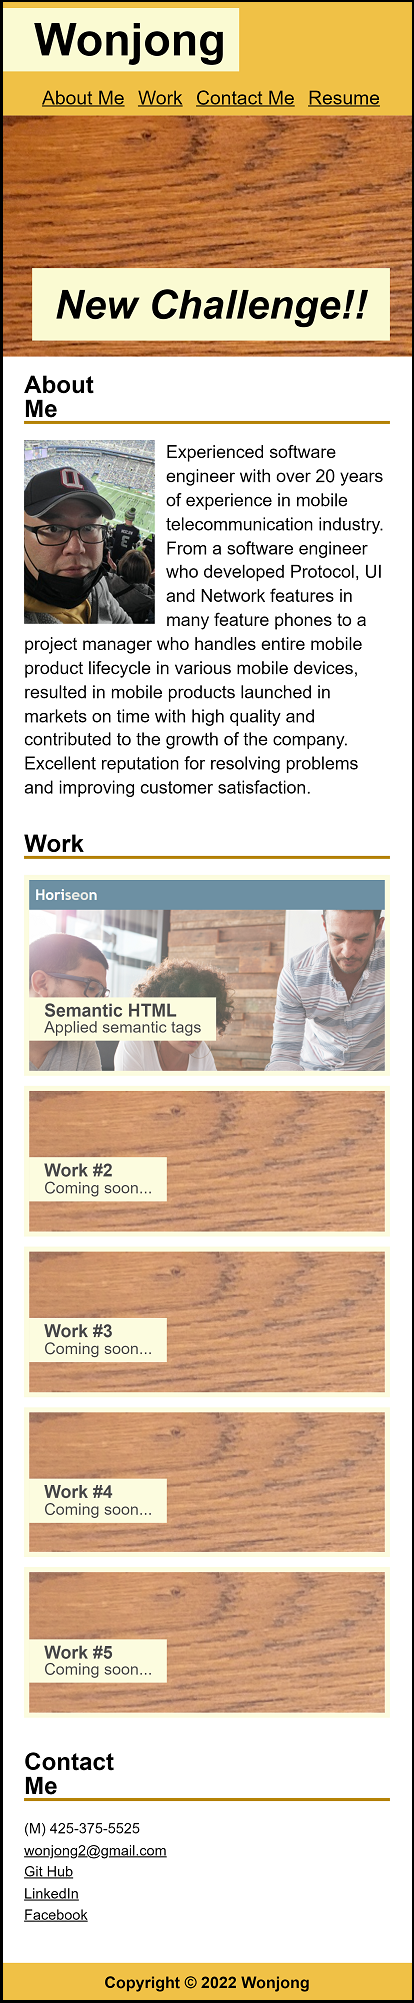 Wonjong
About Me Work Contact Me Resume
New Challenge!!
About
Me
Experienced software
engineer with over 20 years
of experience in mobile
telecommunication industry.
From a software engineer
who developed Protocol, UI
and Network features in
many feature phones to a
project manager who handles entire mobile
product lifecycle in various mobile devices,
resulted in mobile products launched in
markets on time with high quality and
contributed to the growth of the company.
Excellent reputation for resolving problems
and improving customer satisfaction.
Work
Horiseon
Semantic HTML
Applied semantic tags
Work #2
Coming soon...
Work #3
Coming soon...
Work #4
Coming soon...
Work #5
Coming soon...
Contact
Me
(M) 425-375-5525
wonjong2@gmail.com
Git Hub
LinkedIn
Facebook
Copyright © 2022 Wonjong